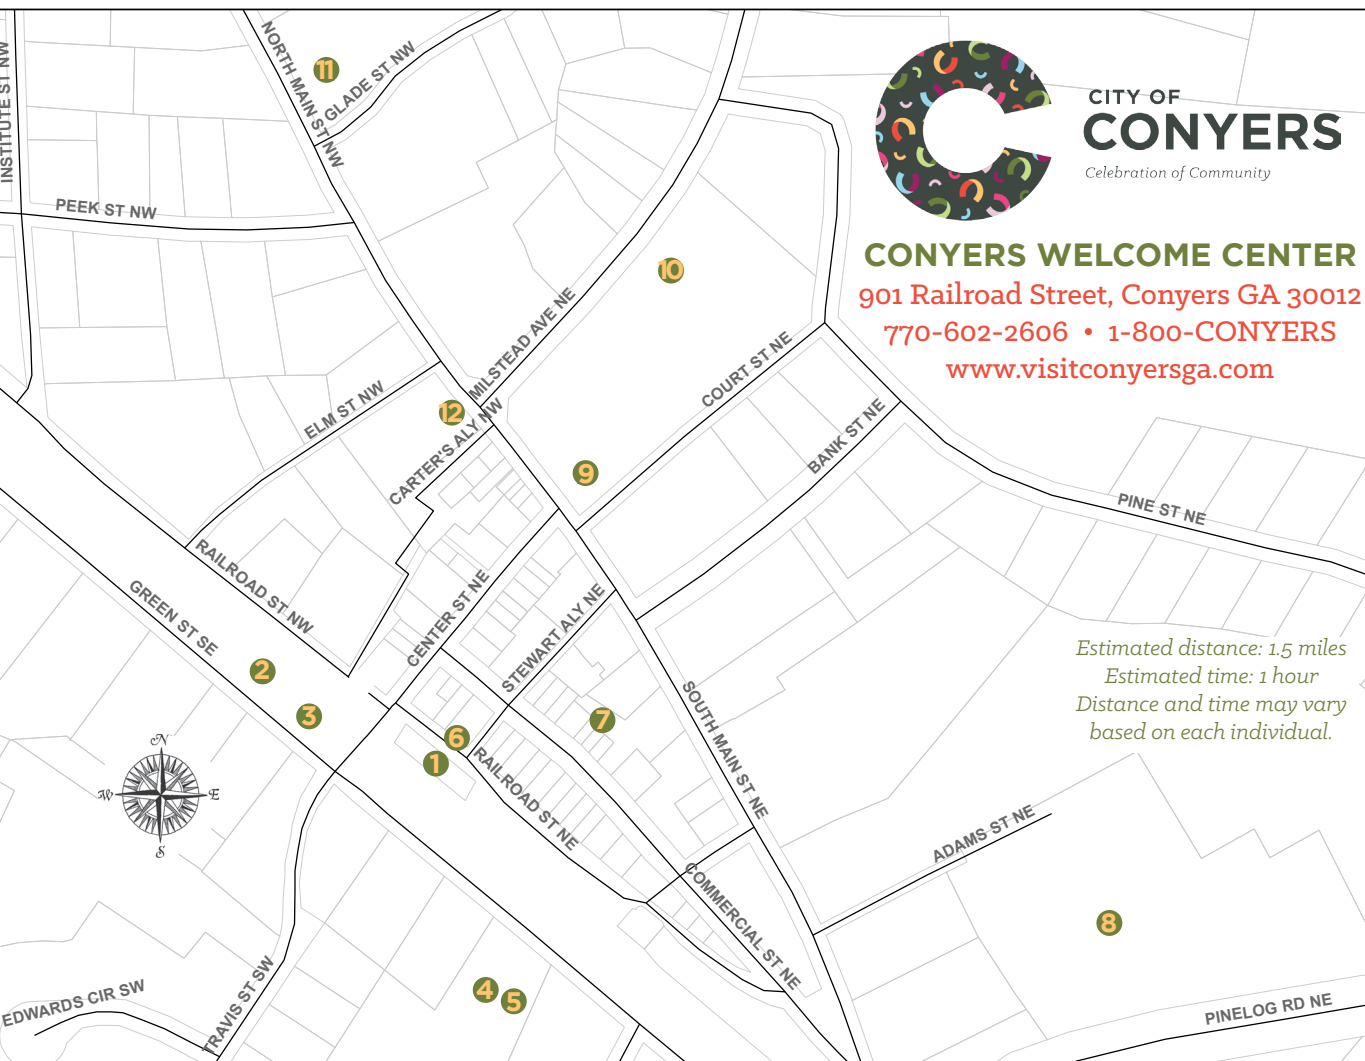 CITY OF
CONYERS
Celebration of Community
CONYERS WELCOME CENTER
901 Railroad Street, Conyers GA 30012
770-602-2606 • 1-800-CONYERS
www.visitconyersga.com
INSTITUTE ST NW
NORTH MAIN ST NW
11
GLADE ST NW
PEEK ST NW
10
MILSTEAD AVE NE
COURT ST NE
ELM ST NW
12
CARTER'S ALY NW
BANK ST NE
9
PINE ST NE
RAILROAD ST NW
GREEN ST SE
CENTER ST NE
STEWART ALY NE
2
3
7
6
1
SOUTH MAIN ST NE
Estimated distance: 1.5 miles
Estimated time: 1 hour
Distance and time may vary
based on each individual.
N
W
E
S
RAILROAD ST NE
ADAMS ST NE
COMMERCIAL ST NE
8
4
5
TRAVIS ST SW
EDWARDS CIR SW
PINELOG RD NE